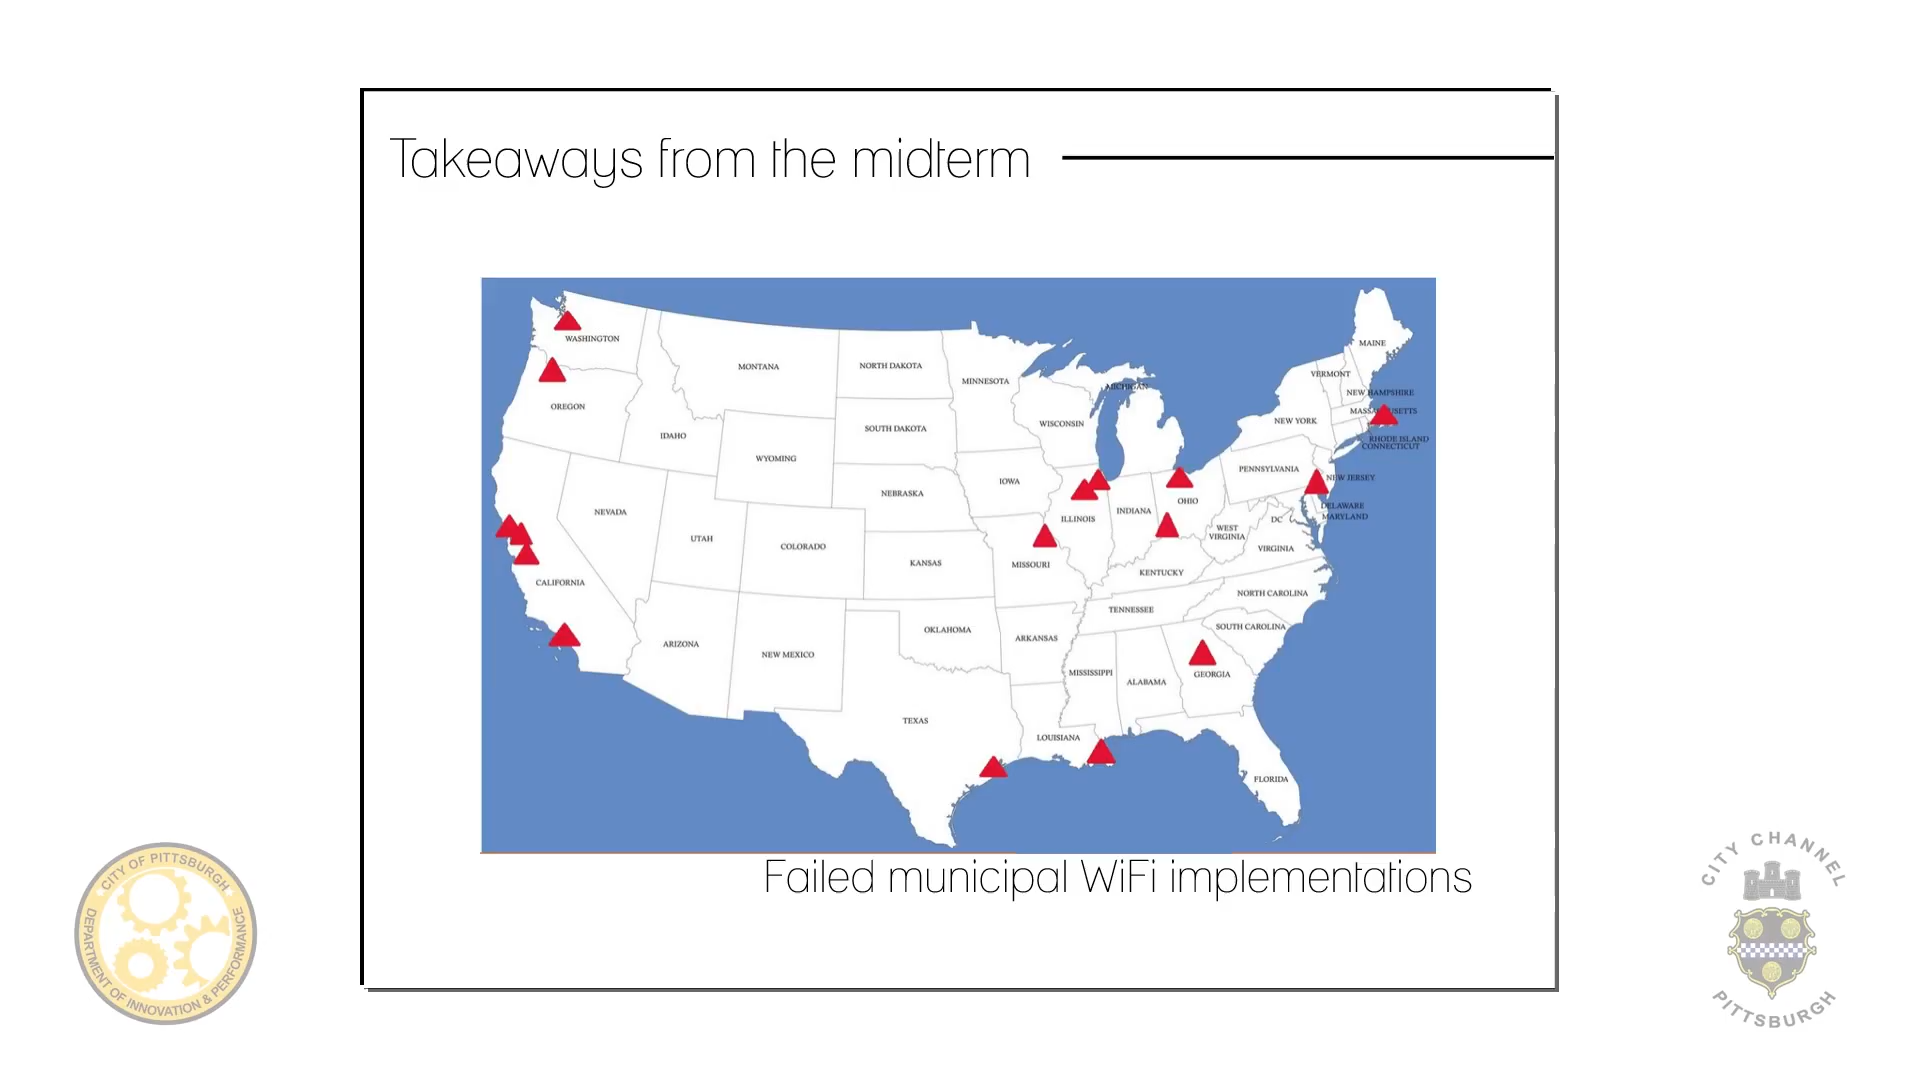 Takeaways from the midterm
WASHINGTON
MAINE
MONTANA
NORTH DAKOTA
VERMONT
MINNESOTA
MICHIGAN
NEW HAMPSHIRE
OREGON
MASSACHUSETTS
WISCONSIN
NEW YORK
SOUTH DAKOTA
IDAHO
RHODE ISLAND
CONNECTICUT
WYOMING
PENNSYLVANIA
NEW JERSEY
IOWA
NEBRASKA
OHIO
DELAWARE
NEVADA
INDIANA
MARYLAND
ILLINOIS
DC
WEST
VIRGINIA
UTAH
COLORADO
VIRGINIA
KANSAS
MISSOURI
KENTUCKY
CALIFORNIA
NORTH CAROLINA
TENNESSEE
SOUTH CAROLINA
OKLAHOMA
ARKANSAS
ARIZONA
NEW MEXICO
MISSISSIPPI
GEORGIA
ALABAMA
TEXAS
LOUISIANA
FLORIDA
Failed municipal WiFi implementations
CITY OF PITTSBURGH
DEPARTMENT OF INNOVATION & PERFORMANCE
CITY CHANNEL
PITTSBURGH